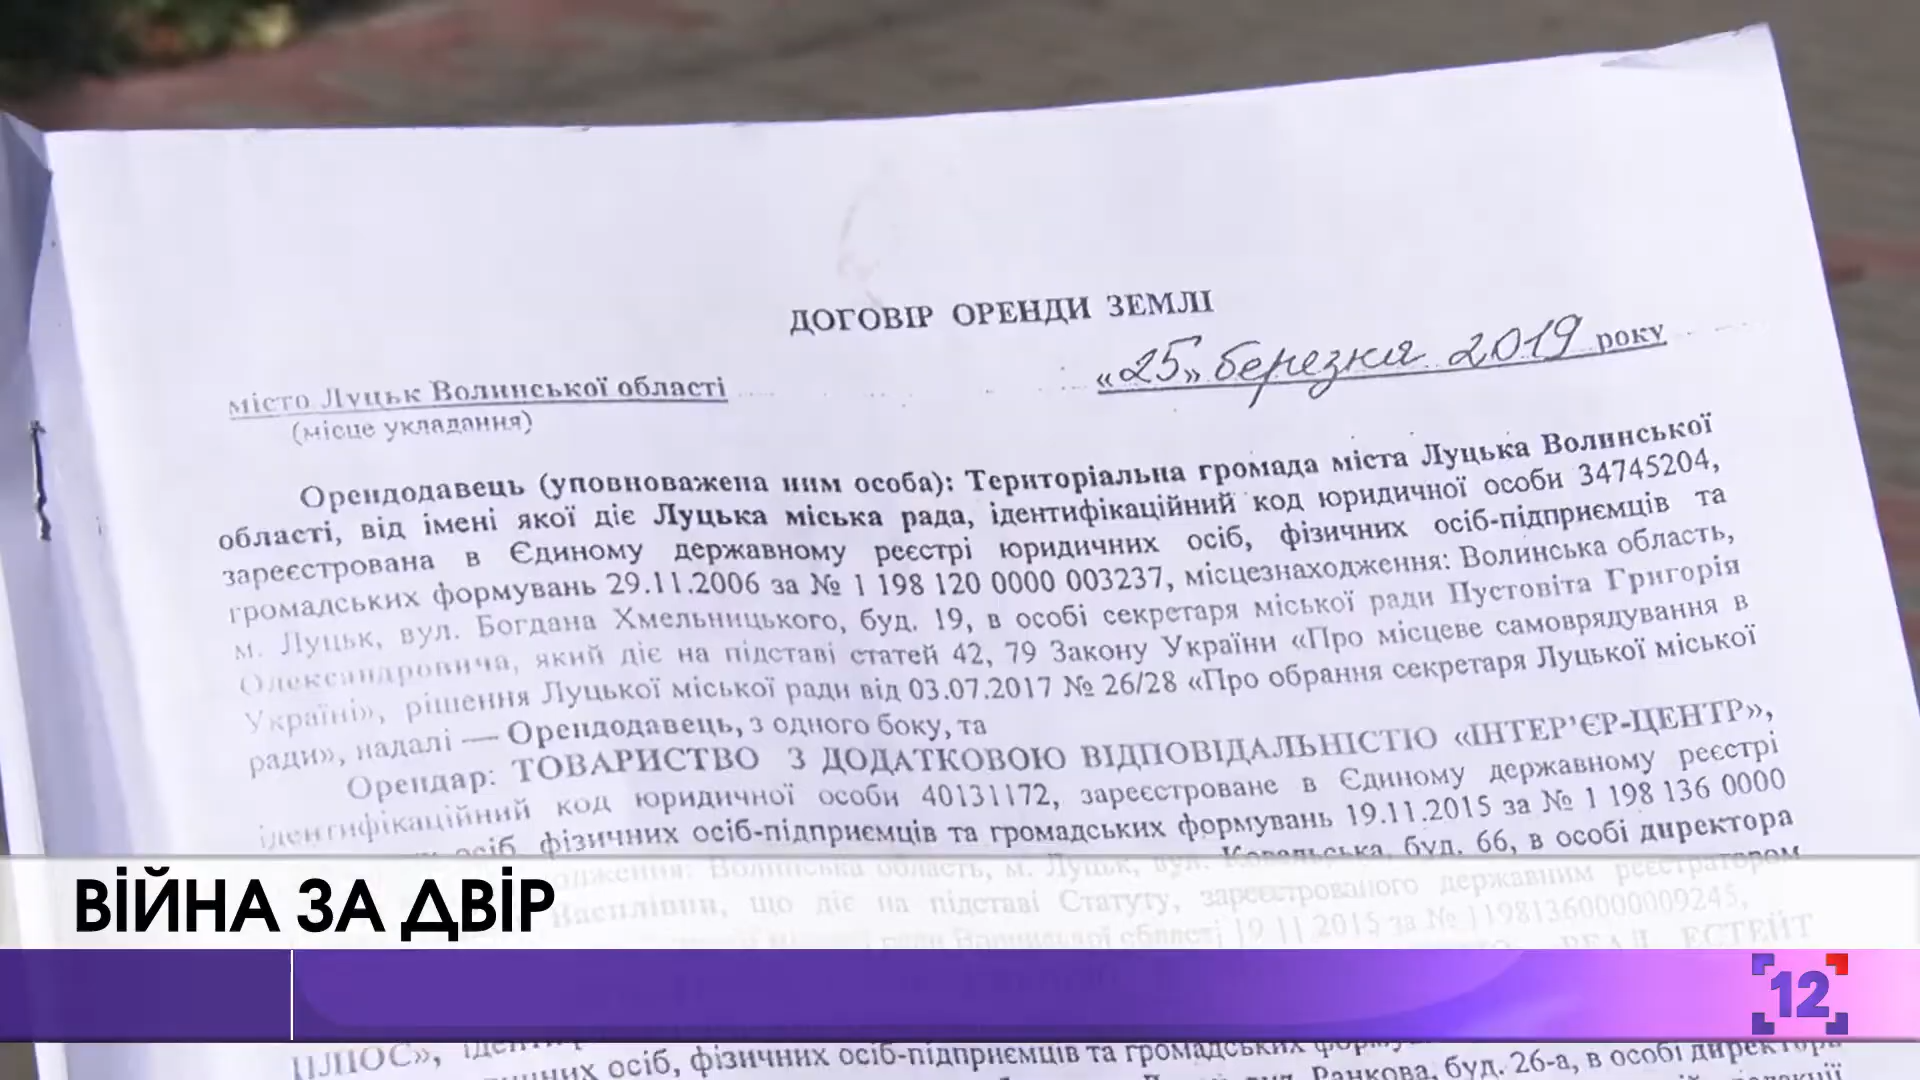 ДОГОВІР ОРЕНДИ ЗЕМЛІ
«25» березня 2019 року
місто Луцьк Волинської області
(місце укладання)
Орендодавець (уповноважена ним особа): Територіальна громада міста Луцька Волинської
області, від імені якої діє Луцька міська рада, ідентифікаційний код юридичної особи 34745204,
зареєстрована в Єдиному державному реєстрі юридичних осіб, фізичних осіб-підприємців та
громадських формувань 29.11.2006 за № 1 198 120 0000 003237, місцезнаходження: Волинська область,
м. Луцьк, вул. Богдана Хмельницького, буд. 19, в особі секретаря міської ради Пустовіта Григорія
Олександровича, який діє на підставі статей 42, 79 Закону України «Про місцеве самоврядування в
Україні», рішення Луцької міської ради від 03.07.2017 № 26/28 «Про обрання секретаря Луцької міської
ради», надалі — Орендодавець, з одного боку, та
Орендар: ТОВАРИСТВО З ДОДАТКОВОЮ ВІДПОВІДАЛЬНІСТЮ «ІНТЕР’ЄР-ЦЕНТР»,
ідентифікаційний код юридичної особи 40131172, зареєстроване в Єдиному державному реєстрі
осіб, фізичних осіб-підприємців та громадських формувань 19.11.2015 за № 1 198 136 0000
Волинська область, м. Луцьк, вул. Ковельська, буд. 66, в особі директора
Василівни, що діє на підставі Статуту, зареєстрованого державним реєстратором
ради Волинської області 19.11.2015 за № 11981360000009245,
РЕАЛ ЕСТЕЙТ
ВІЙНА ЗА ДВІР
12
ПЛЮС»,
осіб, фізичних осіб-підприємців та громадських
Ранкова, буд. 26-а, в особі директора